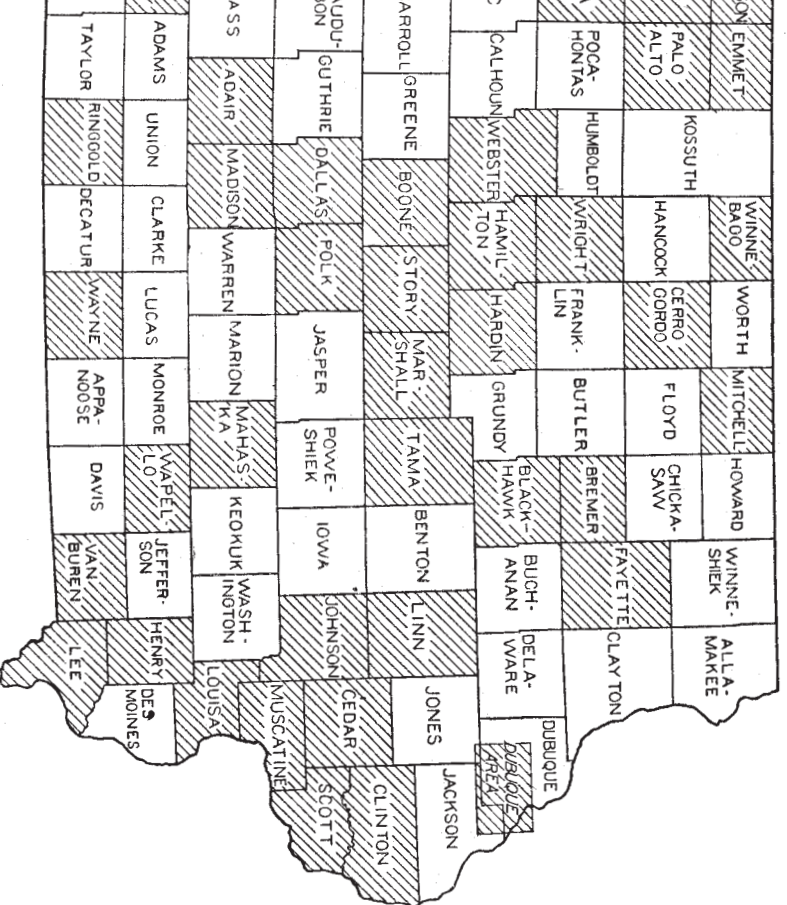 ON
EMMET
KOSSUTH
WINNE-
BAGO
WORTH
MITCHELL
HOWARD
WINNE-
SHIEK
ALLA-
MAKEE
PALO
ALTO
HANCOCK
CERRO
GORDO
FLOYD
CHICKA-
SAW
FAYETTE
CLAYTON
POCA-
HONTAS
HUMBOLDT
WRIGHT
FRANK-
LIN
BUTLER
BREMER
C
CALHOUN
WEBSTER
HAMIL-
TON
HARDIN
GRUNDY
BLACK-
HAWK
BUCH-
ANAN
DELA-
WARE
DUBUQUE
DUBUQUE
AREA
ARROLL
GREENE
BOONE
STORY
MAR-
SHALL
TAMA
BENTON
LINN
JONES
JACKSON
AUDU-
BON
GUTHRIE
DALLAS
POLK
JASPER
POWE-
SHIEK
IOWA
JOHNSON
CEDAR
CLINTON
SCOTT
MUSCATINE
ASS
ADAIR
MADISON
WARREN
MARION
MAHAS-
KA
KEOKUK
WASH-
INGTON
LOUISA
ADAMS
UNION
CLARKE
LUCAS
MONROE
WAPEL-
LO
JEFFER-
SON
HENRY
DES
MOINES
TAYLOR
RINGGOLD
DECATUR
WAYNE
APPA-
NOOSE
DAVIS
VAN
BUREN
LEE